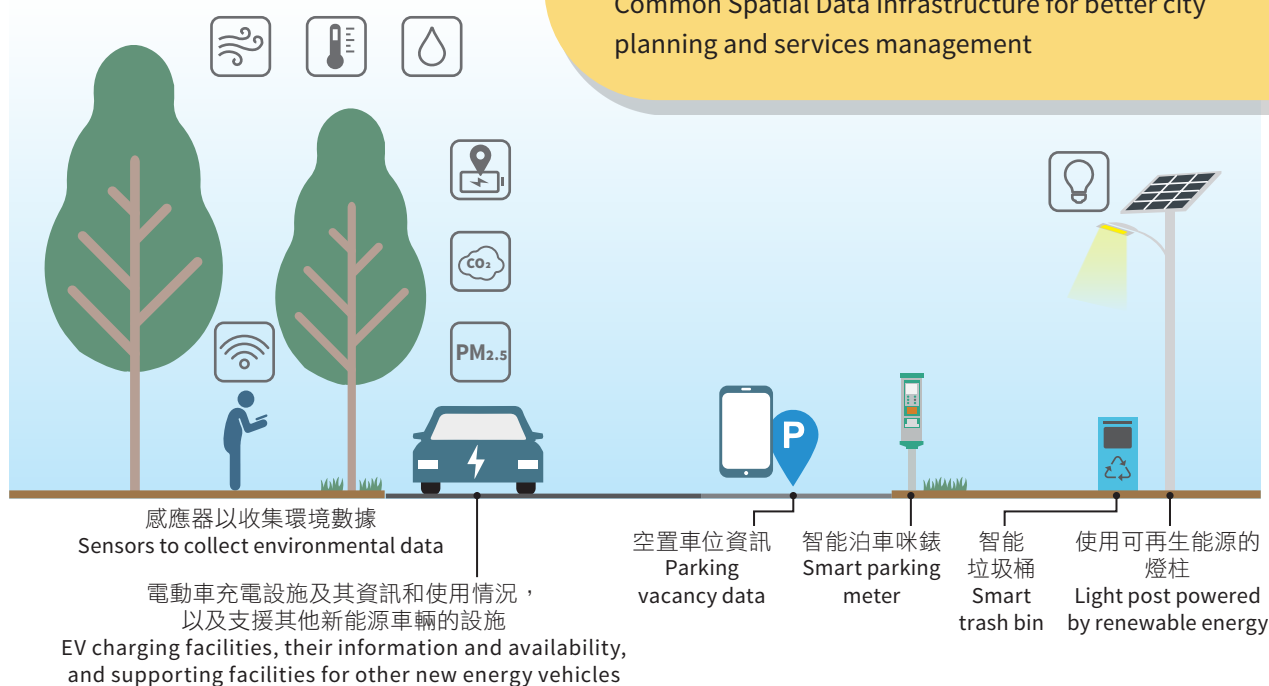 Common Spatial Data Infrastructure for better city
planning and services management
CO₂
PM₂.₅
P
感應器以收集環境數據
Sensors to collect environmental data
電動車充電設施及其資訊和使用情況，
以及支援其他新能源車輛的設施
EV charging facilities, their information and availability,
and supporting facilities for other new energy vehicles
空置車位資訊
Parking
vacancy data
智能泊車咪錶
Smart parking
meter
智能
垃圾桶
Smart
trash bin
使用可再生能源的
燈柱
Light post powered
by renewable energy